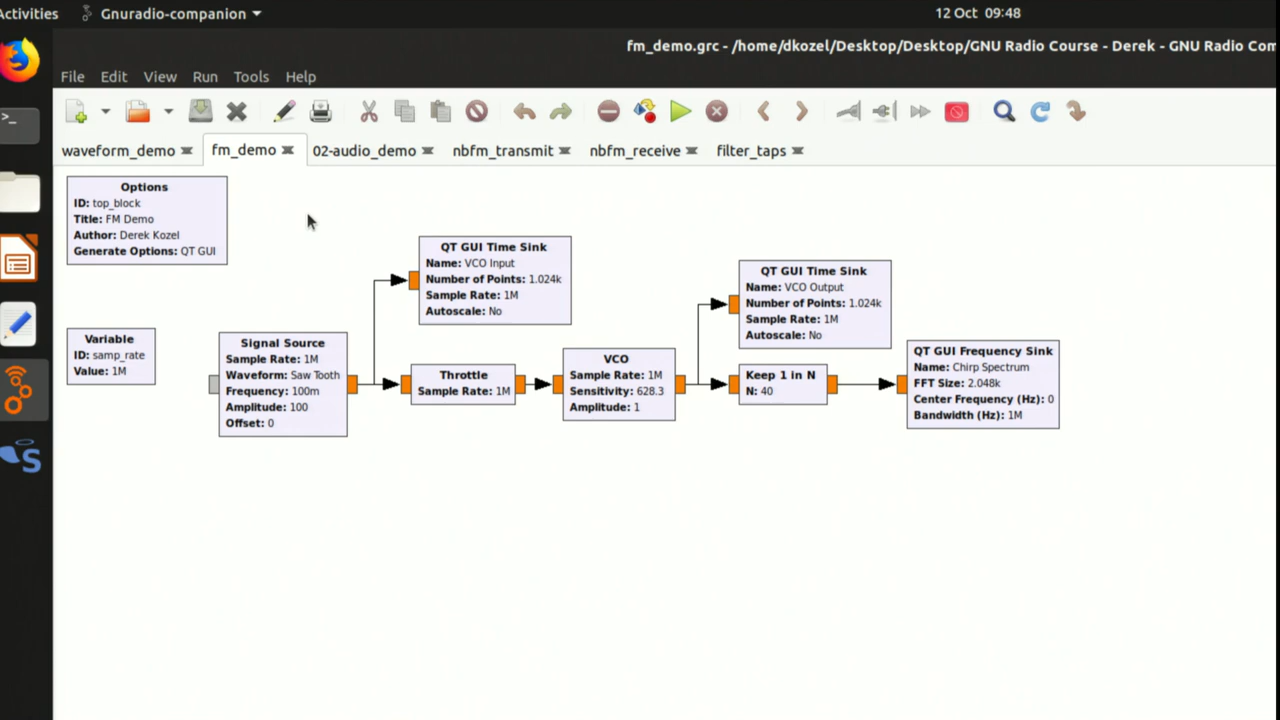 Activities
Gnuradio-companion
12 Oct 09:48
fm_demo.grc - /home/dkozel/Desktop/Desktop/GNU Radio Course - Derek - GNU Radio Com
File Edit View Run Tools Help
waveform_demo
fm_demo
02-audio_demo
nbfm_transmit
nbfm_receive
filter_taps
Options
ID: top_block
Title: FM Demo
Author: Derek Kozel
Generate Options: QT GUI
Variable
ID: samp_rate
Value: 1M
Signal Source
Sample Rate: 1M
Waveform: Saw Tooth
Frequency: 100m
Amplitude: 100
Offset: 0
QT GUI Time Sink
Name: VCO Input
Number of Points: 1.024k
Sample Rate: 1M
Autoscale: No
Throttle
Sample Rate: 1M
VCO
Sample Rate: 1M
Sensitivity: 628.3
Amplitude: 1
QT GUI Time Sink
Name: VCO Output
Number of Points: 1.024k
Sample Rate: 1M
Autoscale: No
Keep 1 in N
N: 40
QT GUI Frequency Sink
Name: Chirp Spectrum
FFT Size: 2.048k
Center Frequency (Hz): 0
Bandwidth (Hz): 1M
>_
S